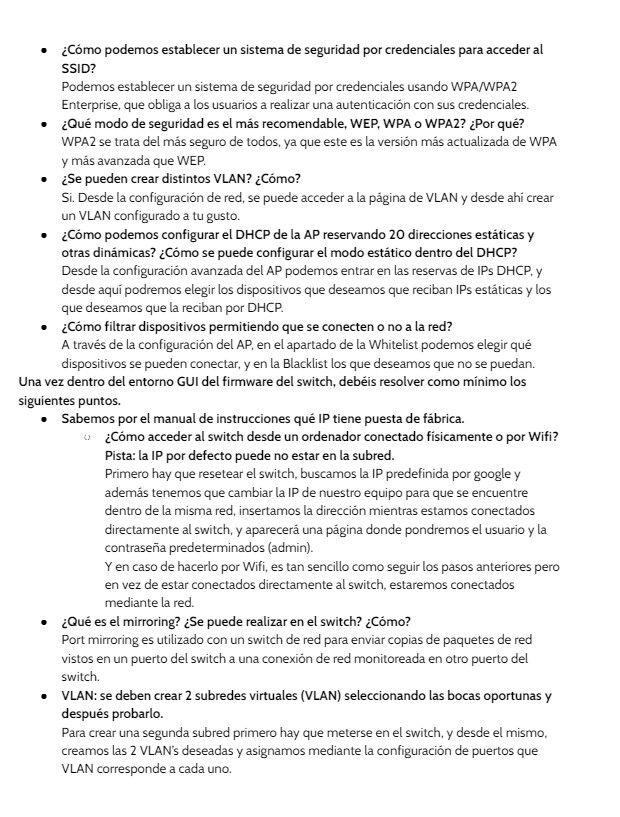 ● ¿Cómo podemos establecer un sistema de seguridad por credenciales para acceder al
SSID?
Podemos establecer un sistema de seguridad por credenciales usando WPA/WPA2
Enterprise, que obliga a los usuarios a realizar una autenticación con sus credenciales.
● ¿Qué modo de seguridad es el más recomendable, WEP, WPA o WPA2? ¿Por qué?
WPA2 se trata del más seguro de todos, ya que este es la versión más actualizada de WPA
y más avanzada que WEP.
● ¿Se pueden crear distintos VLAN? ¿Cómo?
Si. Desde la configuración de red, se puede acceder a la página de VLAN y desde ahí crear
un VLAN configurado a tu gusto.
● ¿Cómo podemos configurar el DHCP de la AP reservando 20 direcciones estáticas y
otras dinámicas? ¿Cómo se puede configurar el modo estático dentro del DHCP?
Desde la configuración avanzada del AP podemos entrar en las reservas de IPs DHCP, y
desde aquí podremos elegir los dispositivos que deseamos que reciban IPs estáticas y los
que deseamos que la reciban por DHCP.
● ¿Cómo filtrar dispositivos permitiendo que se conecten o no a la red?
A través de la configuración del AP, en el apartado de la Whitelist podemos elegir qué
dispositivos se pueden conectar, y en la Blacklist los que deseamos que no se puedan.
Una vez dentro del entorno GUI del firmware del switch, debéis resolver como mínimo los
siguientes puntos.
● Sabemos por el manual de instrucciones qué IP tiene puesta de fábrica.
○ ¿Cómo acceder al switch desde un ordenador conectado físicamente o por Wifi?
Pista: la IP por defecto puede no estar en la subred.
Primero hay que resetear el switch, buscamos la IP predefinida por google y
además tenemos que cambiar la IP de nuestro equipo para que se encuentre
dentro de la misma red, insertamos la dirección mientras estamos conectados
directamente al switch, y aparecerá una página donde pondremos el usuario y la
contraseña predeterminados (admin).
Y en caso de hacerlo por Wifi, es tan sencillo como seguir los pasos anteriores pero
en vez de estar conectados directamente al switch, estaremos conectados
mediante la red.
● ¿Qué es el mirroring? ¿Se puede realizar en el switch? ¿Cómo?
Port mirroring es utilizado con un switch de red para enviar copias de paquetes de red
vistos en un puerto del switch a una conexión de red monitoreada en otro puerto del
switch.
● VLAN: se deben crear 2 subredes virtuales (VLAN) seleccionando las bocas oportunas y
después probarlo.
Para crear una segunda subred primero hay que meterse en el switch, y desde el mismo,
creamos las 2 VLAN's deseadas y asignamos mediante la configuración de puertos que
VLAN corresponde a cada uno.